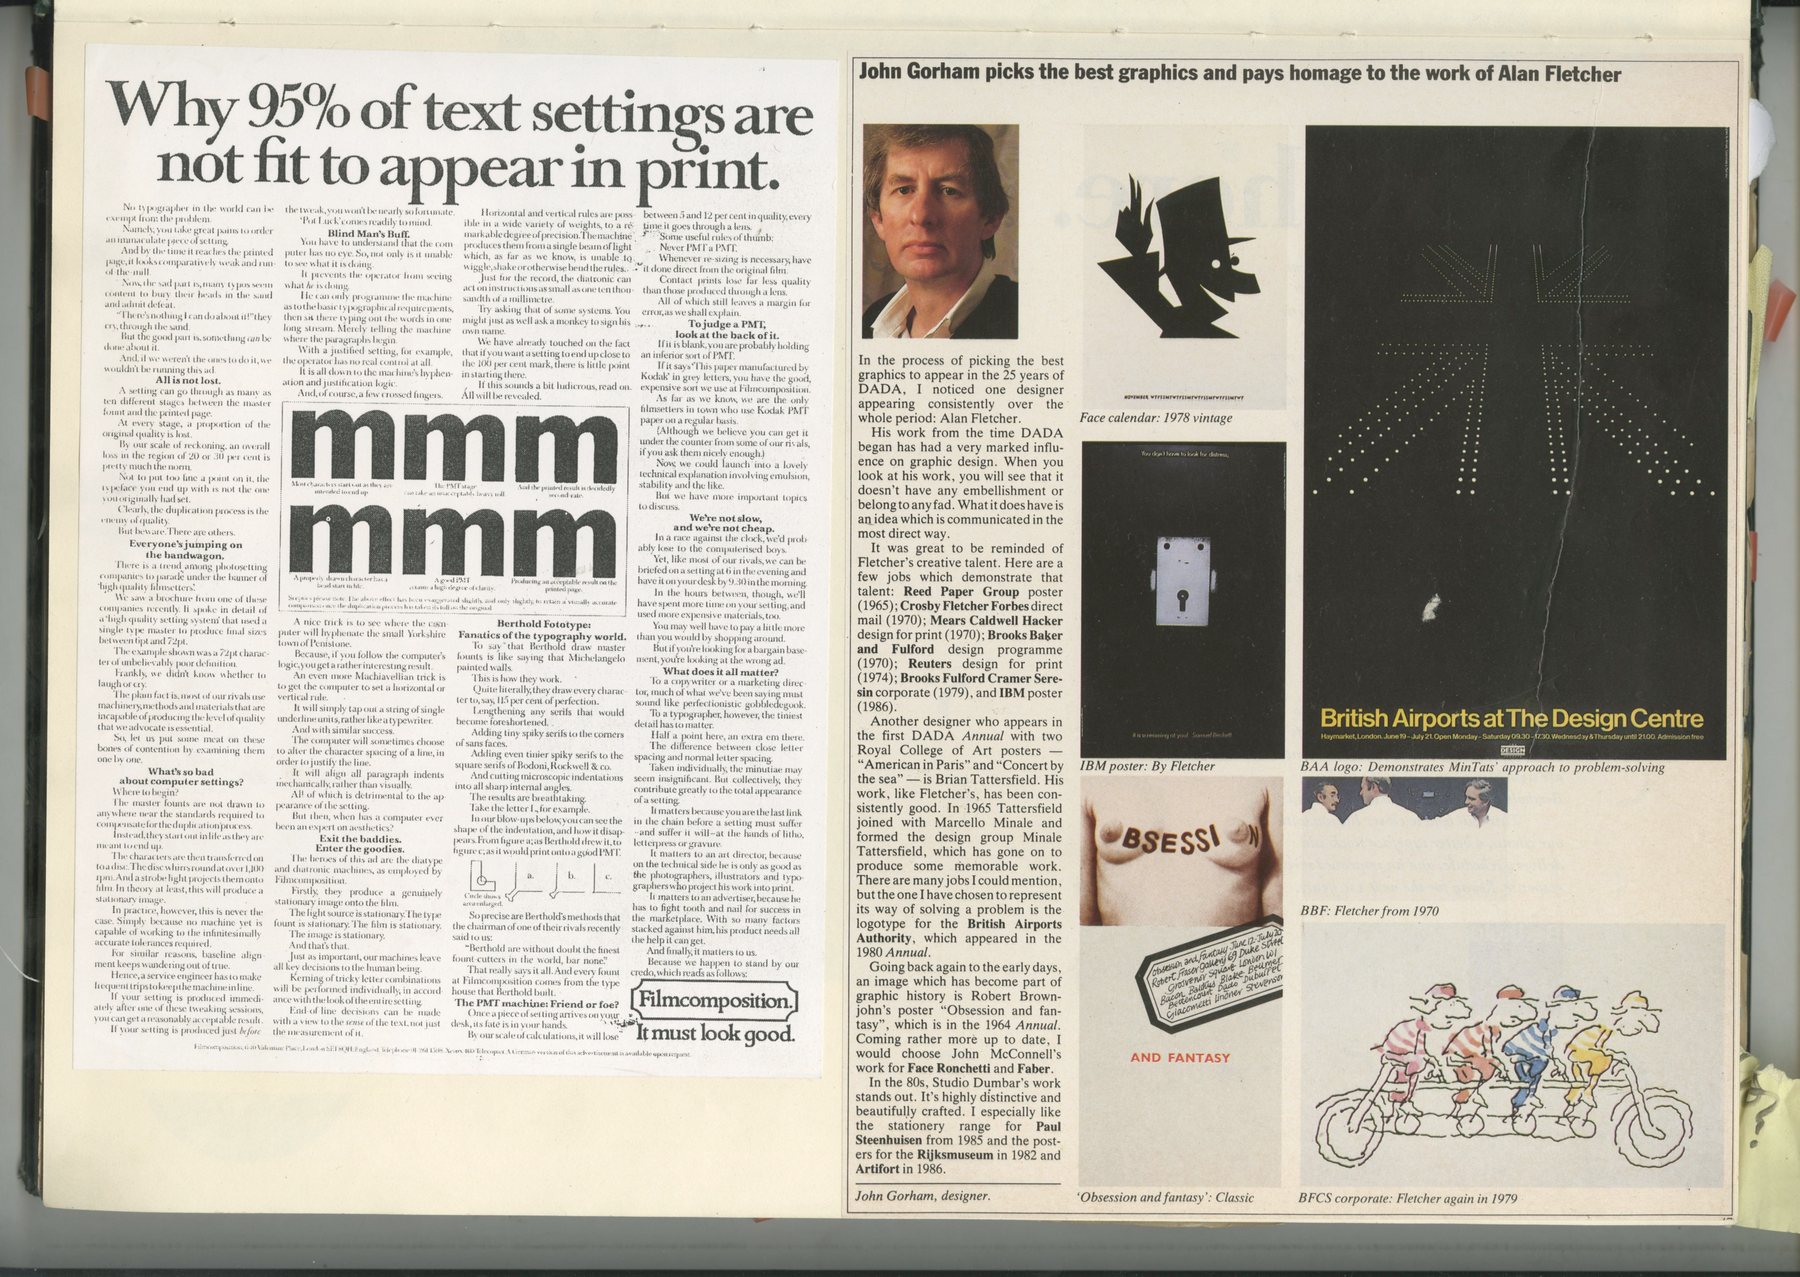 Why 95% of text settings are
not fit to appear in print.
No typographer in the world can be
exempt from the problem.
Namely, you take great pains to order
an immaculate piece of setting.
And by the time it reaches the printed
page, it looks comparatively weak and run-
of-the-mill.
Now, the sad part is, many typos seem
content to bury their heads in the sand
and admit defeat.
"There's nothing I can do about it!" they
cry, through the sand.
But the good part is, something can be
done about it.
And, if we weren't the ones to do it, we
wouldn't be running this ad.
All is not lost.
A setting can go through as many as
ten different stages between the master
fount and the printed page.
At every stage, a proportion of the
original quality is lost.
By our scale of reckoning, an overall
loss in the region of 20 or 30 per cent is
pretty much the norm.
Not to put too fine a point on it, the
typeface you end up with is not the one
you originally had set.
Clearly, the duplication process is the
enemy of quality.
But beware. There are others.
Everyone's jumping on
the bandwagon.
There is a trend among photosetting
companies to parade under the banner of
'high quality filmsetters'.
We saw a brochure from one of these
companies recently. It spoke in detail of
a 'high quality setting system' that used a
single type master to produce final sizes
between 6pt and 72pt.
The example shown was a 72pt charac-
ter of unbelievably poor definition.
Frankly, we didn't know whether to
laugh or cry.
The plain fact is, most of our rivals use
machinery, methods and materials that are
incapable of producing the level of quality
that we advocate is essential.
So, let us put some meat on these
bones of contention by examining them
one by one.
What's so bad
about computer settings?
Where to begin?
The master founts are not drawn to
anywhere near the standards required to
compensate for the duplication process.
Instead, they start out in life as they are
meant to end up.
The characters are then transferred on
to a disc. The disc whirrs round at over 1,100
rpm. And a strobe light projects them onto
film. In theory at least, this will produce a
stationary image.
In practice, however, this is never the
case. Simply because no machine yet is
capable of working to the infinitesimally
accurate tolerances required.
For similar reasons, baseline align-
ment keeps wandering out of true.
Hence, a service engineer has to make
frequent trips to keep the machine in line.
If your setting is produced immedi-
ately after one of these tweaking sessions,
you can get a reasonably acceptable result.
If your setting is produced just before
the tweak, you won't be nearly so fortunate.
'Pot Luck' comes readily to mind.
Blind Man's Buff.
You have to understand that the com
puter has no eye. So, not only is it unable
to see what it is doing.
It prevents the operator from seeing
what he is doing.
He can only programme the machine
as to the basic typographical requirements,
then sit there typing out the words in one
long stream. Merely telling the machine
where the paragraphs begin.
With a justified setting, for example,
the operator has no real control at all.
It is all down to the machine's hyphen-
ation and justification logic.
And, of course, a few crossed fingers.
Horizontal and vertical rules are poss-
ible in a wide variety of weights, to a re
markable degree of precision. The machine
produces them from a single beam of light
which, as far as we know, is unable to
wiggle, shake or otherwise bend the rules.
Just for the record, the diatronic can
act on instructions as small as one ten thou-
sandth of a millimetre.
Try asking that of some systems. You
might just as well ask a monkey to sign his
own name.
We have already touched on the fact
that if you want a setting to end up close to
the 100 per cent mark, there is little point
in starting there.
If this sounds a bit ludicrous, read on.
All will be revealed.
mmm
Most characters start out as they are
intended to end up.
The PMT stage
can take an unacceptably heavy toll.
And the printed result is decidedly
second-rate.
mmm
A properly drawn character has a
head start in life.
A good PMT
retains a high degree of clarity.
Producing an acceptable result on the
printed page.
Sceptics please note. The above effect has been exaggerated slightly, and only slightly, to retain a visually accurate
comparison once the duplication process has taken its toll on the original.
A nice trick is to see where the com-
puter will hyphenate the small Yorkshire
town of Penistone.
Because, if you follow the computer's
logic, you get a rather interesting result.
An even more Machiavellian trick is
to get the computer to set a horizontal or
vertical rule.
It will simply tap out a string of single
underline units, rather like a typewriter.
And with similar success.
The computer will sometimes choose
to alter the character spacing of a line, in
order to justify the line.
It will align all paragraph indents
mechanically, rather than visually.
All of which is detrimental to the ap
pearance of the setting.
But then, when has a computer ever
been an expert on aesthetics?
Exit the baddies.
Enter the goodies.
The heroes of this ad are the diatype
and diatronic machines, as employed by
Filmcomposition.
Firstly, they produce a genuinely
stationary image onto the film.
The light source is stationary. The type
fount is stationary. The film is stationary.
The image is stationary.
And that's that.
Just as important, our machines leave
all key decisions to the human being.
Kerning of tricky letter combinations
will be performed individually, in accord-
ance with the look of the entire setting.
End-of-line decisions can be made
with a view to the sense of the text, not just
the measurement of it.
Berthold Fototype:
Fanatics of the typography world.
To say that Berthold draw master
founts is like saying that Michelangelo
painted walls.
This is how they work.
Quite literally, they draw every charac-
ter to, say, 115 per cent of perfection.
Lengthening any serifs that would
become foreshortened.
Adding tiny spiky serifs to the corners
of sans faces.
Adding even tinier spiky serifs to the
square serifs of Bodoni, Rockwell & co.
And cutting microscopic indentations
into all sharp internal angles.
The results are breathtaking.
Take the letter L, for example.
In our blow-ups below, you can see the
shape of the indentation, and how it disap-
pears. From figure a; as Berthold drew it, to
figure c; as it would print onto a good PMT.
Circle shows
area enlarged.
a.
b.
c.
So precise are Berthold's methods that
the chairman of one of their rivals recently
said to us:
"Berthold are without doubt the finest
fount-cutters in the world, bar none."
That really says it all. And every fount
at Filmcomposition comes from the type
house that Berthold built.
The PMT machine: Friend or foe?
Once a piece of setting arrives on your
desk, its fate is in your hands.
By our scale of calculations, it will lose
between 5 and 12 per cent in quality, every
time it goes through a lens.
Some useful rules of thumb:
Never PMT a PMT.
Whenever re-sizing is necessary, have
it done direct from the original film.
Contact prints lose far less quality
than those produced through a lens.
All of which still leaves a margin for
error, as we shall explain.
To judge a PMT,
look at the back of it.
If it is blank, you are probably holding
an inferior sort of PMT.
If it says "This paper manufactured by
Kodak' in grey letters, you have the good,
expensive sort we use at Filmcomposition.
As far as we know, we are the only
filmsetters in town who use Kodak PMT
paper on a regular basis.
(Although we believe you can get it
under the counter from some of our rivals,
if you ask them nicely enough.)
Now, we could launch into a lovely
technical explanation involving emulsion,
stability and the like.
But we have more important topics
to discuss.
We're not slow,
and we're not cheap.
In a race against the clock, we'd prob-
ably lose to the computerised boys.
Yet, like most of our rivals, we can be
briefed on a setting at 6 in the evening and
have it on your desk by 9.30 in the morning.
In the hours between, though, we'll
have spent more time on your setting, and
used more expensive materials, too.
You may well have to pay a little more
than you would by shopping around.
But if you're looking for a bargain base-
ment, you're looking at the wrong ad.
What does it all matter?
To a copywriter or a marketing direc-
tor, much of what we've been saying must
sound like perfectionistic gobbledegook.
To a typographer, however, the tiniest
detail has to matter.
Half a point here, an extra em there.
The difference between close letter
spacing and normal letter spacing.
Taken individually, the minutiae may
seem insignificant. But collectively, they
contribute greatly to the total appearance
of a setting.
It matters because you are the last link
in the chain before a setting must suffer
–and suffer it will–at the hands of litho,
letterpress or gravure.
It matters to an art director, because
on the technical side he is only as good as
the photographers, illustrators and typo-
graphers who project his work into print.
It matters to an advertiser, because he
has to fight tooth and nail for success in
the marketplace. With so many factors
stacked against him, his product needs all
the help it can get.
And finally, it matters to us.
Because we happen to stand by our
credo, which reads as follows:
Filmcomposition.
It must look good.
Filmcomposition, Valentine Place, London SE1 8QH, England. Telephone 01 A German version of this advertisement is available upon request.
John Gorham picks the best graphics and pays homage to the work of Alan Fletcher
In the process of picking the best
graphics to appear in the 25 years of
DADA, I noticed one designer
appearing consistently over the
whole period: Alan Fletcher.
His work from the time DADA
began has had a very marked influ-
ence on graphic design. When you
look at his work, you will see that it
doesn't have any embellishment or
belong to any fad. What it does have is
an idea which is communicated in the
most direct way.
It was great to be reminded of
Fletcher's creative talent. Here are a
few jobs which demonstrate that
talent: Reed Paper Group poster
(1965); Crosby Fletcher Forbes direct
mail (1970); Mears Caldwell Hacker
design for print (1970); Brooks Baker
and Fulford design programme
(1970); Reuters design for print
(1974); Brooks Fulford Cramer Sere-
sin corporate (1979), and IBM poster
(1986).
Another designer who appears in
the first DADA Annual with two
Royal College of Art posters —
"American in Paris" and "Concert by
the sea" — is Brian Tattersfield. His
work, like Fletcher's, has been con-
sistently good. In 1965 Tattersfield
joined with Marcello Minale and
formed the design group Minale
Tattersfield, which has gone on to
produce some memorable work.
There are many jobs I could mention,
but the one I have chosen to represent
its way of solving a problem is the
logotype for the British Airports
Authority, which appeared in the
1980 Annual.
Going back again to the early days,
an image which has become part of
graphic history is Robert Brown-
john's poster "Obsession and fan-
tasy", which is in the 1964 Annual.
Coming rather more up to date, I
would choose John McConnell's
work for Face Ronchetti and Faber.
In the 80s, Studio Dumbar's work
stands out. It's highly distinctive and
beautifully crafted. I especially like
the stationery range for Paul
Steenhuisen from 1985 and the post-
ers for the Rijksmuseum in 1982 and
Artifort in 1986.
John Gorham, designer.
NOVEMBER WTFSSMTWTFSSMTWTFSSMTWTFSSMTWT
Face calendar: 1978 vintage
You don't have to look for distress,
it is screaming at you! Samuel Beckett
IBM poster: By Fletcher
BSESSI N
Obsession and Fantasy June 12-July 20
Robert Fraser Gallery 69 Duke Street
Grosvenor Square London W1
Bacon Balthus Blake Bellmer
Bettencourt Dado Dubuffet
Giacometti Lindner Stevenson
AND FANTASY
'Obsession and fantasy': Classic
British Airports at The Design Centre
Haymarket, London. June 19 – July 21. Open Monday - Saturday 09.30 - 17.30. Wednesday & Thursday until 21.00. Admission free
DESIGN
BAA logo: Demonstrates MinTats' approach to problem-solving
BBF: Fletcher from 1970
BFCS corporate: Fletcher again in 1979